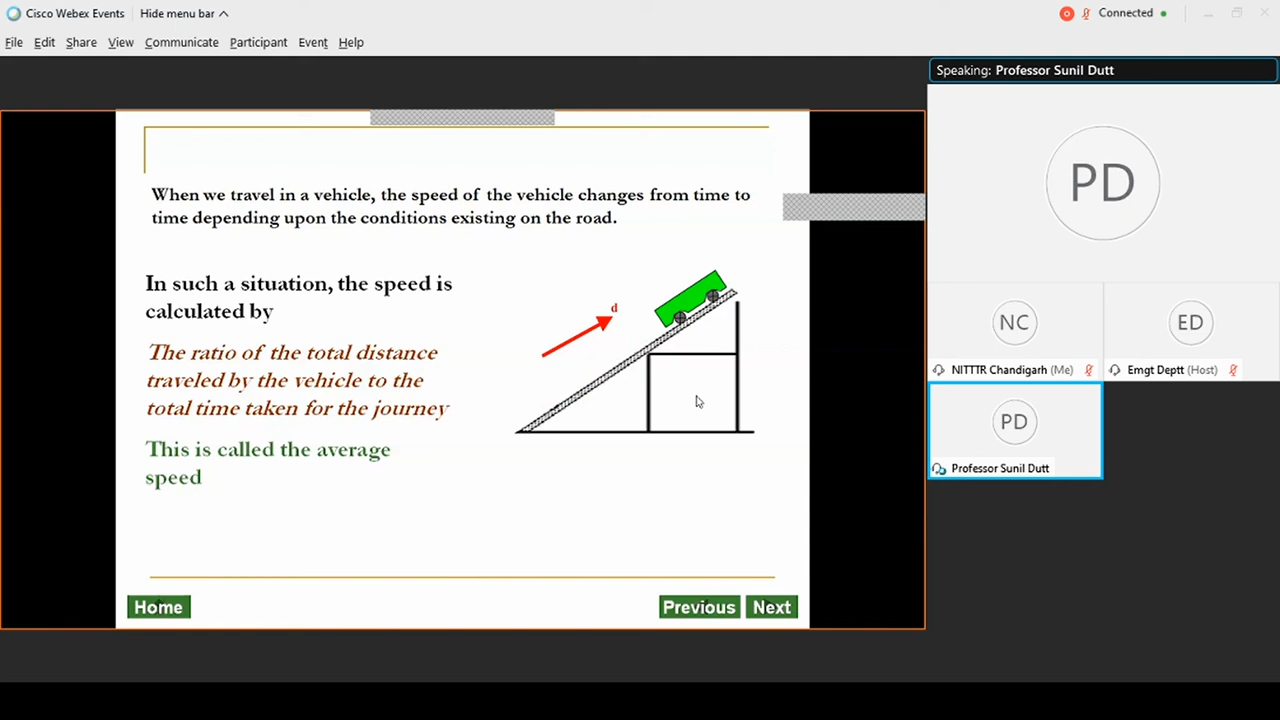 Cisco Webex Events
Hide menu bar
Connected
File Edit Share View Communicate Participant Event Help
Speaking: Professor Sunil Dutt
PD
When we travel in a vehicle, the speed of the vehicle changes from time to
time depending upon the conditions existing on the road.
In such a situation, the speed is
calculated by
The ratio of the total distance
traveled by the vehicle to the
total time taken for the journey
This is called the average
speed
d
Home
Previous
Next
NC
NITTTR Chandigarh (Me)
ED
Emgt Deptt (Host)
PD
Professor Sunil Dutt